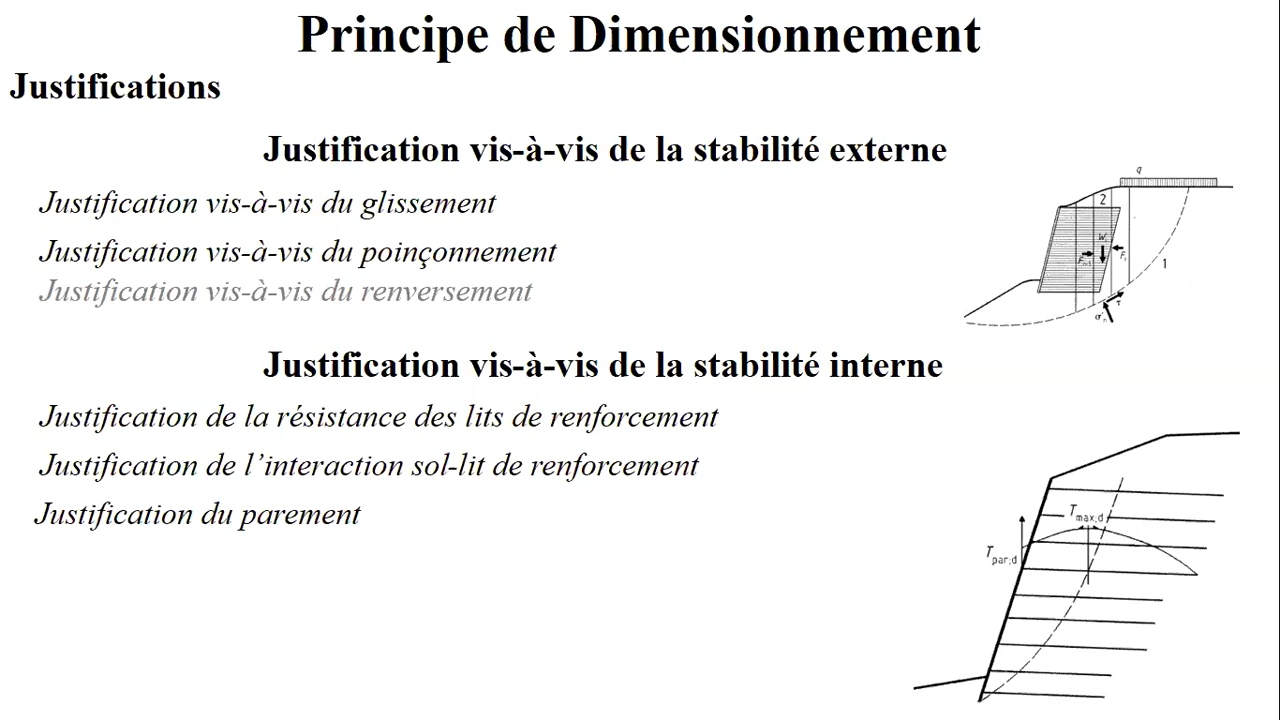 Principe de Dimensionnement
Justifications
Justification vis-à-vis de la stabilité externe
Justification vis-à-vis du glissement
Justification vis-à-vis du poinçonnement
Justification vis-à-vis du renversement
q
2
W
1
τ
Justification vis-à-vis de la stabilité interne
Justification de la résistance des lits de renforcement
Justification de l’interaction sol-lit de renforcement
Justification du parement
T max;d
T par;d